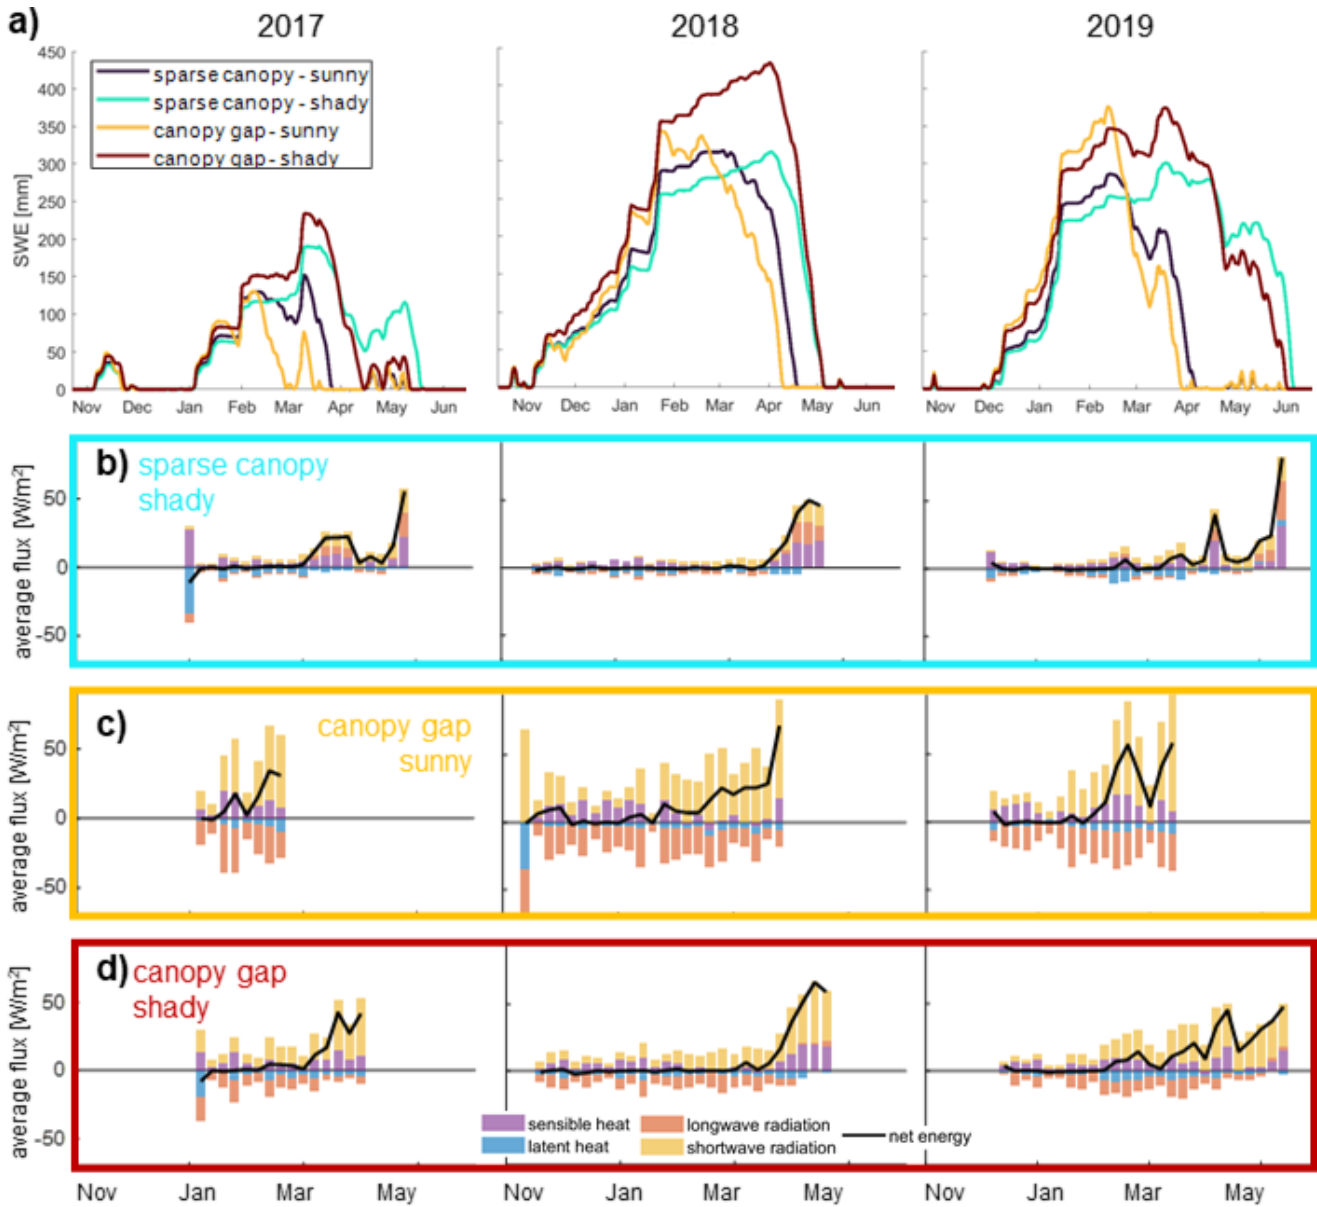 a) 2017 2018 2019
450
400
350
300
250
200
150
100
50
0
SWE [mm]
sparse canopy - sunny
sparse canopy - shady
canopy gap - sunny
canopy gap - shady
Nov Dec Jan Feb Mar Apr May Jun
Nov Dec Jan Feb Mar Apr May Jun
Nov Dec Jan Feb Mar Apr May Jun
b) sparse canopy
shady
average flux [W/m²]
50
0
-50
c) canopy gap
sunny
average flux [W/m²]
50
0
-50
d) canopy gap
shady
average flux [W/m²]
50
0
-50
sensible heat longwave radiation
latent heat shortwave radiation net energy
Nov Jan Mar May Nov Jan Mar May Nov Jan Mar May